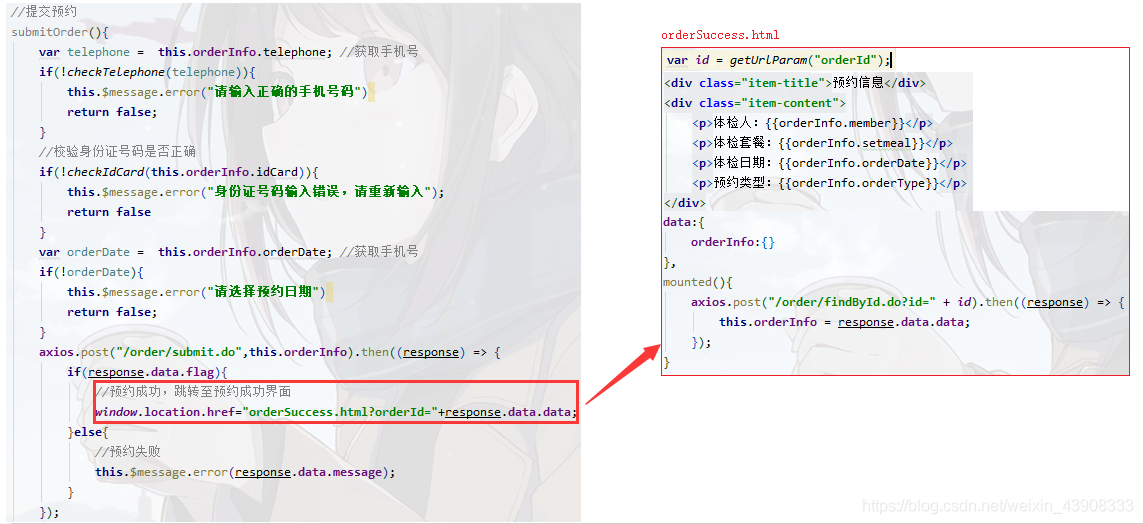 //提交预约
submitOrder(){
var telephone =  this.orderInfo.telephone; //获取手机号
if(!checkTelephone(telephone)){
this.$message.error("请输入正确的手机号码")
return false;
}
//校验身份证号码是否正确
if(!checkIdCard(this.orderInfo.idCard)){
this.$message.error("身份证号码输入错误，请重新输入");
return false
}
var orderDate =  this.orderInfo.orderDate; //获取手机号
if(!orderDate){
this.$message.error("请选择预约日期")
return false;
}
axios.post("/order/submit.do",this.orderInfo).then((response) => {
if(response.data.flag){
//预约成功，跳转至预约成功界面
window.location.href="orderSuccess.html?orderId="+response.data.data;
}else{
//预约失败
this.$message.error(response.data.message);
}
});
orderSuccess.html
var id = getUrlParam("orderId");
<div class="item-title">预约信息</div>
<div class="item-content">
<p>体检人：{{orderInfo.member}}</p>
<p>体检套餐：{{orderInfo.setmeal}}</p>
<p>体检日期：{{orderInfo.orderDate}}</p>
<p>预约类型：{{orderInfo.orderType}}</p>
</div>
data:{
orderInfo:{}
},
mounted(){
axios.post("/order/findById.do?id=" + id).then((response) => {
this.orderInfo = response.data.data;
});
}
https://blog.csdn.net/weixin_43908333